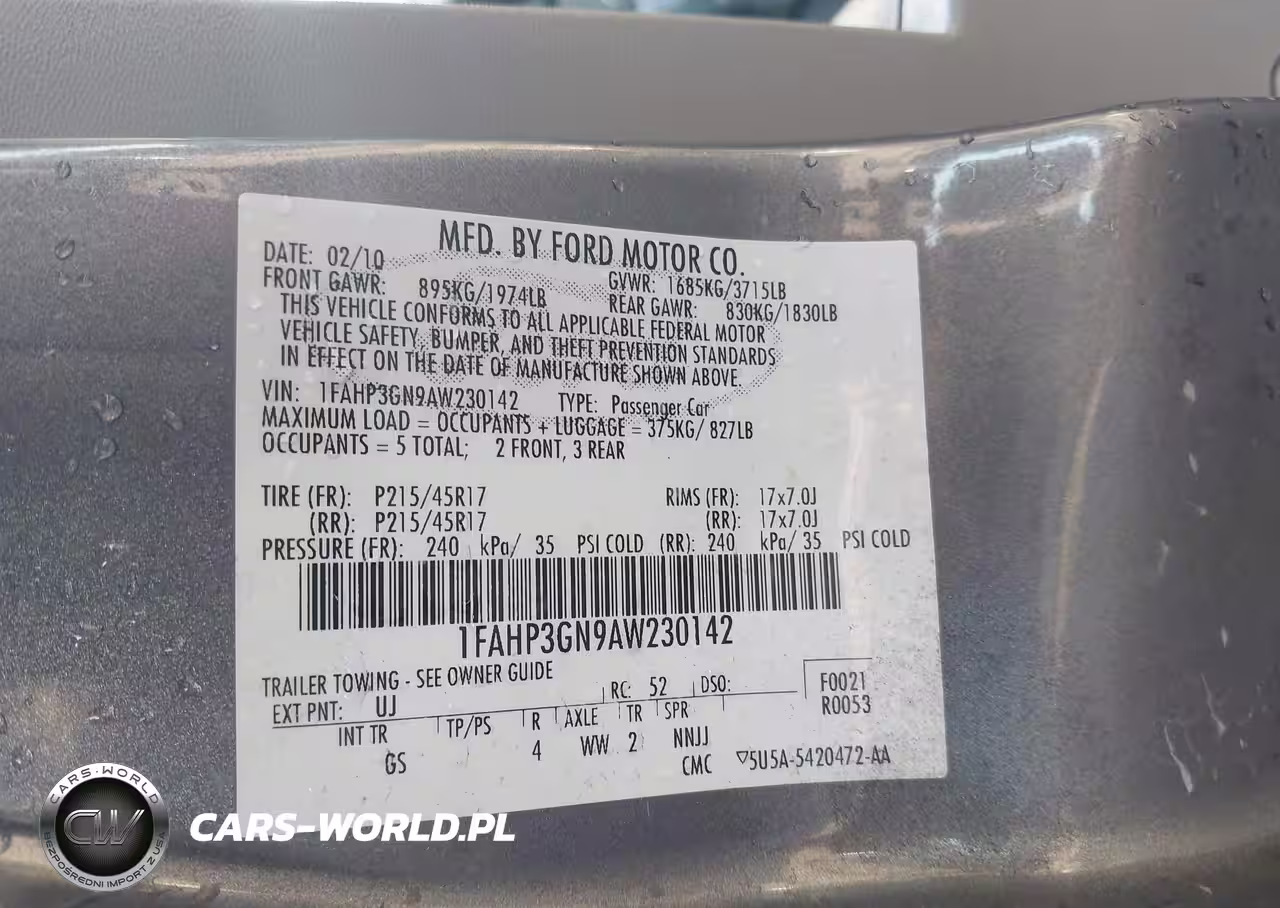 MFD. BY FORD MOTOR CO.
DATE: 02/10
FRONT GAWR: 895KG/1974LB
GVWR: 1685KG/3715LB
REAR GAWR: 830KG/1830LB
THIS VEHICLE CONFORMS TO ALL APPLICABLE FEDERAL MOTOR
VEHICLE SAFETY, BUMPER, AND THEFT PREVENTION STANDARDS
IN EFFECT ON THE DATE OF MANUFACTURE SHOWN ABOVE.
VIN: 1FAHP3GN9AW230142 TYPE: Passenger Car
MAXIMUM LOAD = OCCUPANTS + LUGGAGE = 375KG/ 827LB
OCCUPANTS = 5 TOTAL; 2 FRONT, 3 REAR
TIRE (FR): P215/45R17 RIMS (FR): 17x7.0J
(RR): P215/45R17 (RR): 17x7.0J
PRESSURE (FR): 240 kPa/ 35 PSI COLD (RR): 240 kPa/ 35 PSI COLD
1FAHP3GN9AW230142
TRAILER TOWING - SEE OWNER GUIDE
EXT PNT: UJ RC: 52 DSO: F0021
R0053
INT TR TP/PS R AXLE TR SPR
GS 4 WW 2 NNJJ
CMC ▽5U5A-5420472-AA
CARS-WORLD
CW
BEZPOŚREDNI IMPORT Z USA
CARS-WORLD.PL